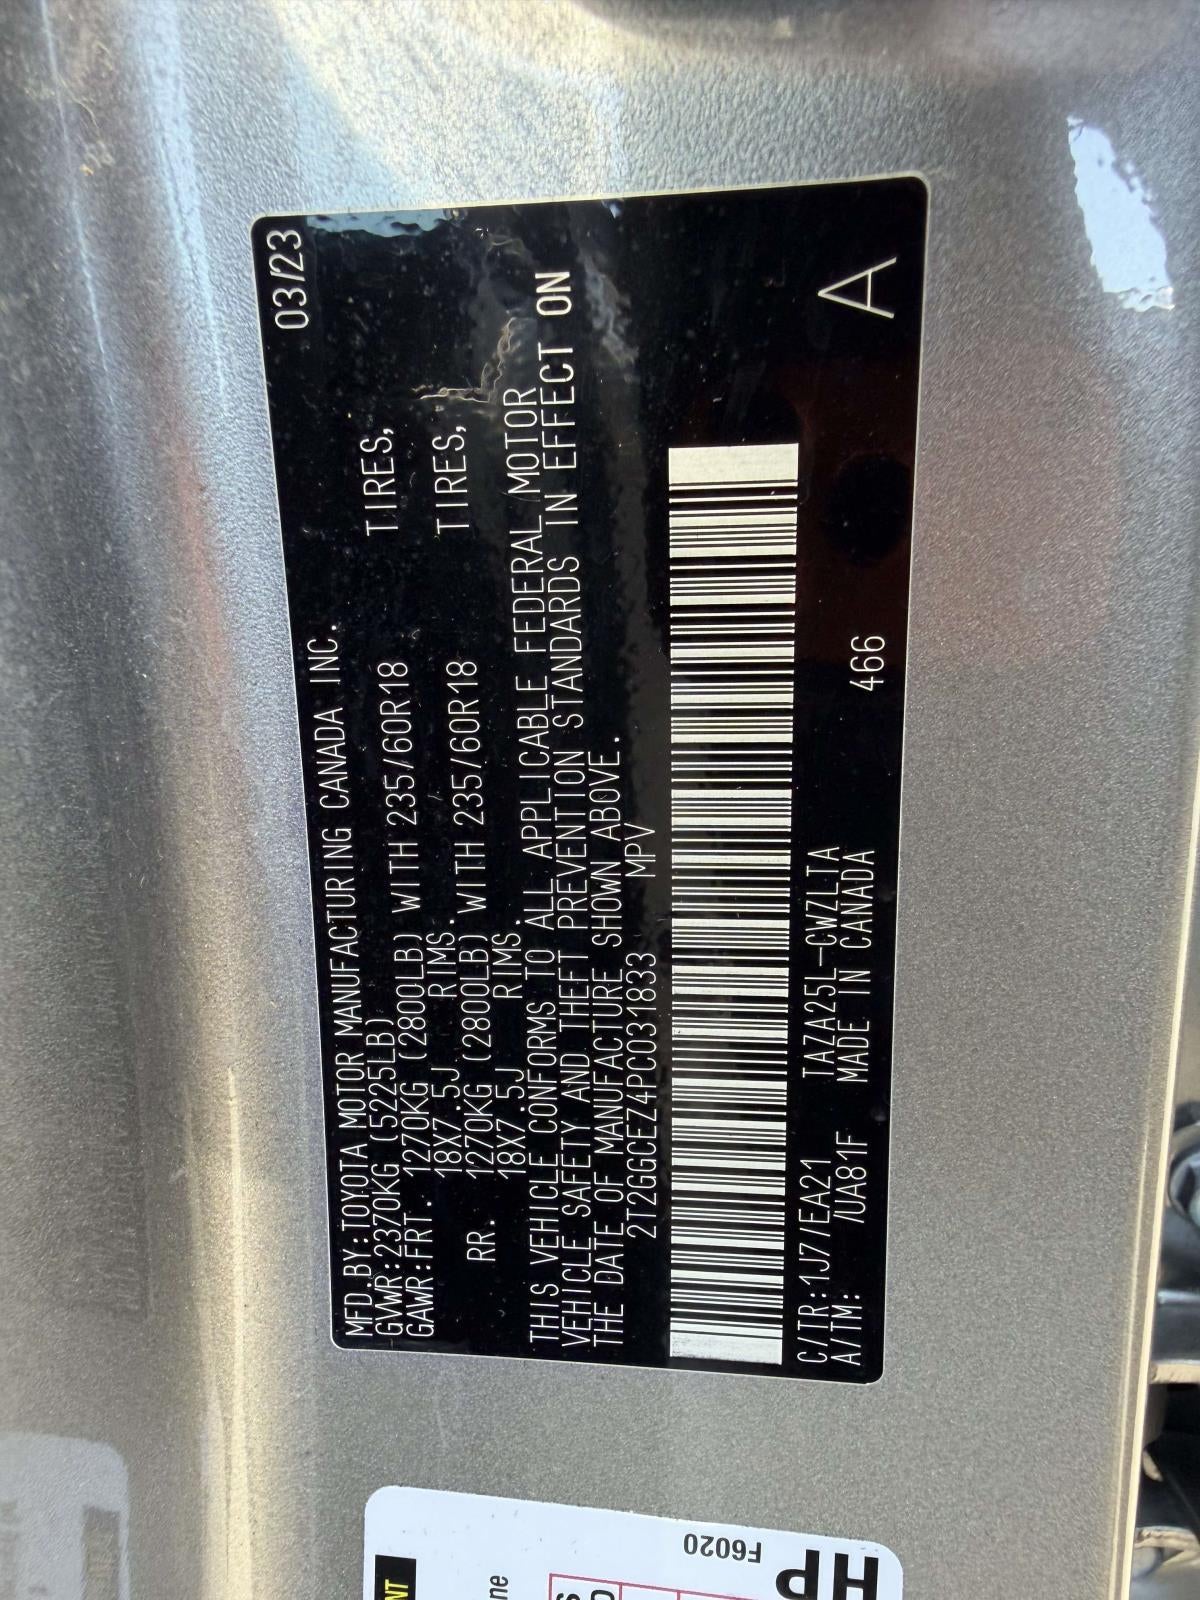 MFD.BY:TOYOTA MOTOR MANUFACTURING CANADA INC. 03/23
GVWR:2370KG (5225LB)
GAWR:FRT. 1270KG (2800LB) WITH 235/60R18 TIRES,
18X7.5J RIMS.
RR. 1270KG (2800LB) WITH 235/60R18 TIRES,
18X7.5J RIMS.
THIS VEHICLE CONFORMS TO ALL APPLICABLE FEDERAL MOTOR
VEHICLE SAFETY AND THEFT PREVENTION STANDARDS IN EFFECT ON
THE DATE OF MANUFACTURE SHOWN ABOVE.
2T2GGCEZ4PC031833 MPV
C/TR:1J7/EA21 TAZA25L-CWZLTA
A/TM: /UA81F MADE IN CANADA 466
A
F6020
HP